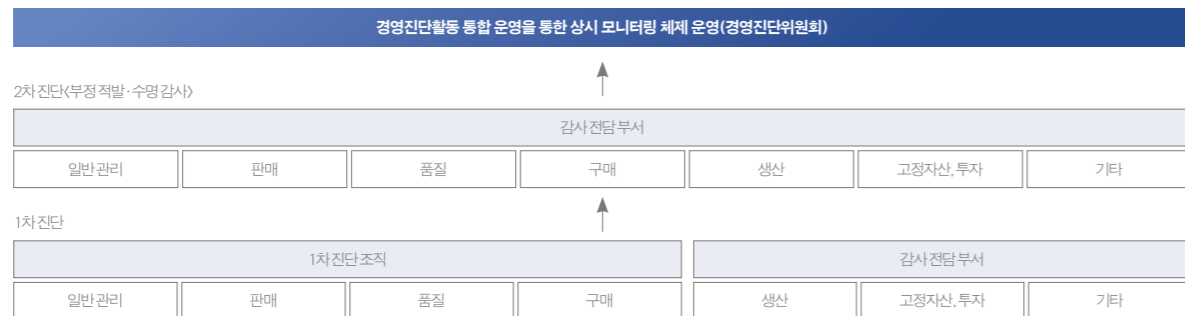 경영진단활동 통합 운영을 통한 상시 모니터링 체제 운영(경영진단위원회)
2차 진단<부정 적발·수명 감사>
감사 전담 부서
일반 관리 판매 품질 구매 생산 고정자산, 투자 기타
1차 진단
1차 진단 조직 감사 전담 부서
일반 관리 판매 품질 구매 생산 고정자산, 투자 기타